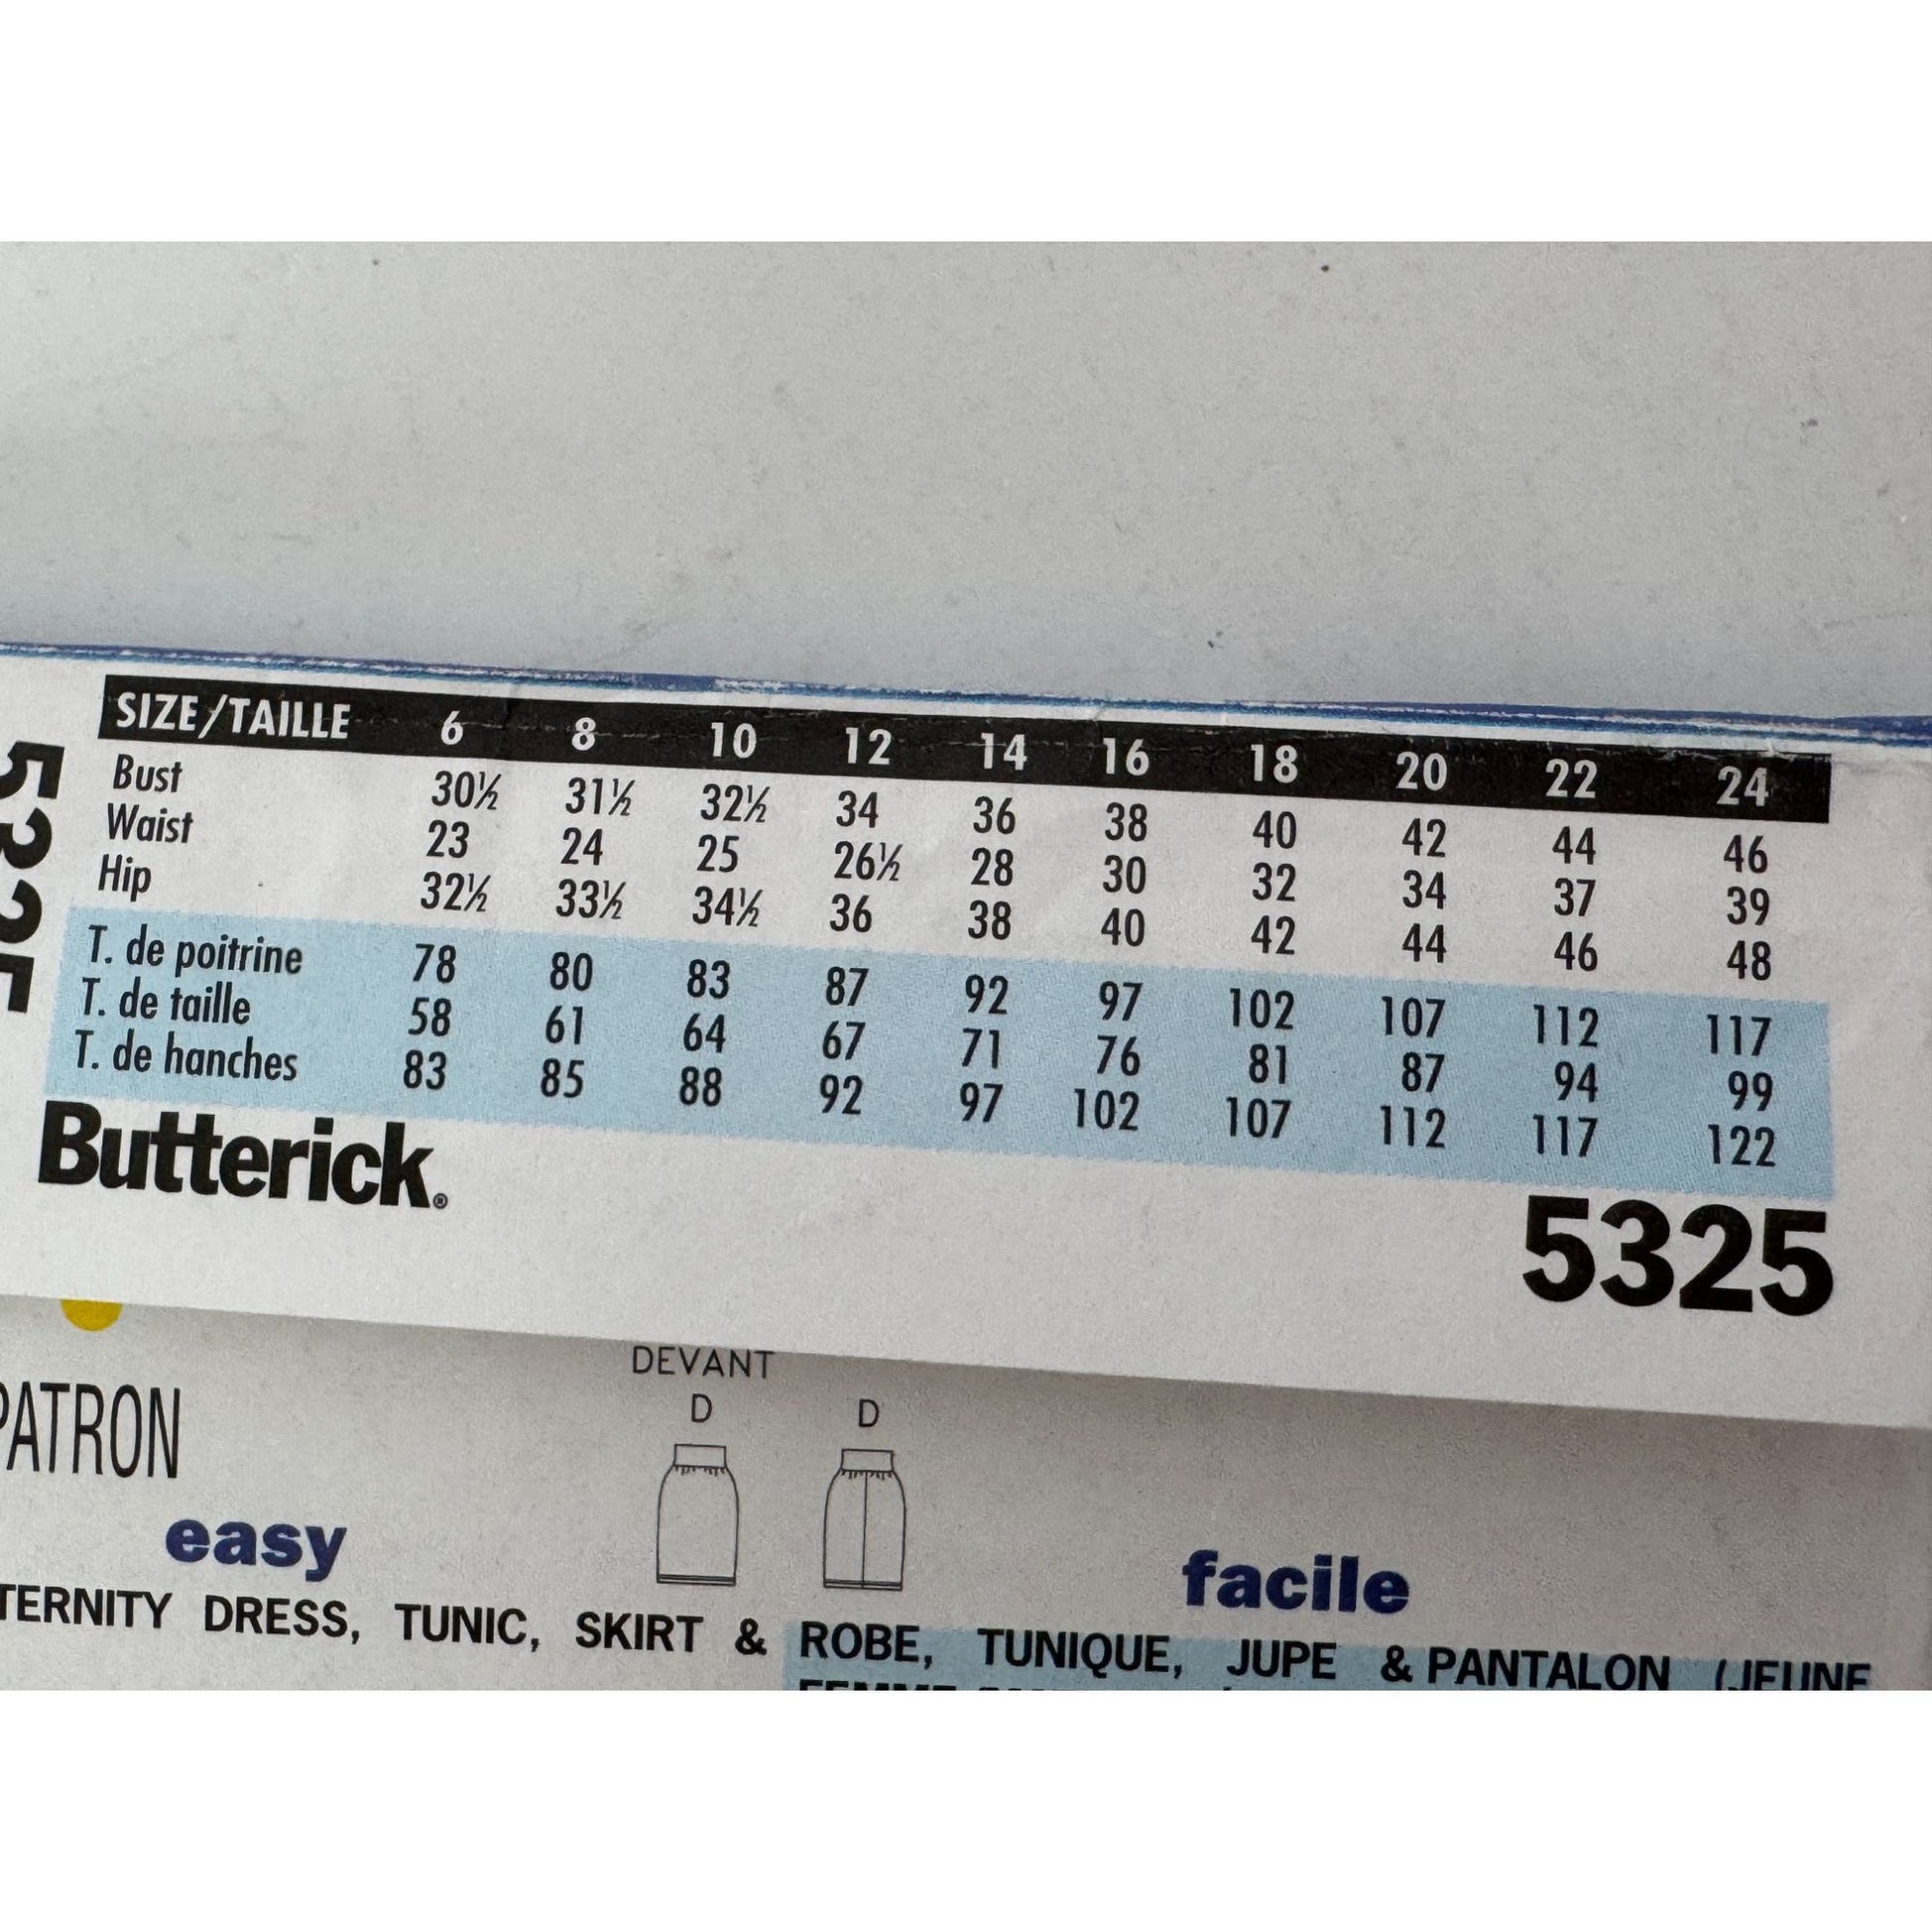 SIZE/TAILLE 6 8 10 12 14 16 18 20 22 24
Bust 30½ 31½ 32½ 34 36 38 40 42 44 46
Waist 23 24 25 26½ 28 30 32 34 37 39
Hip 32½ 33½ 34½ 36 38 40 42 44 46 48
T. de poitrine 78 80 83 87 92 97 102 107 112 117
T. de taille 58 61 64 67 71 76 81 87 94 99
T. de hanches 83 85 88 92 97 102 107 112 117 122
Butterick®
5325
5325
DEVANT
D D
PATRON
easy
facile
TERNITY DRESS, TUNIC, SKIRT &
ROBE, TUNIQUE, JUPE & PANTALON (JEUNE